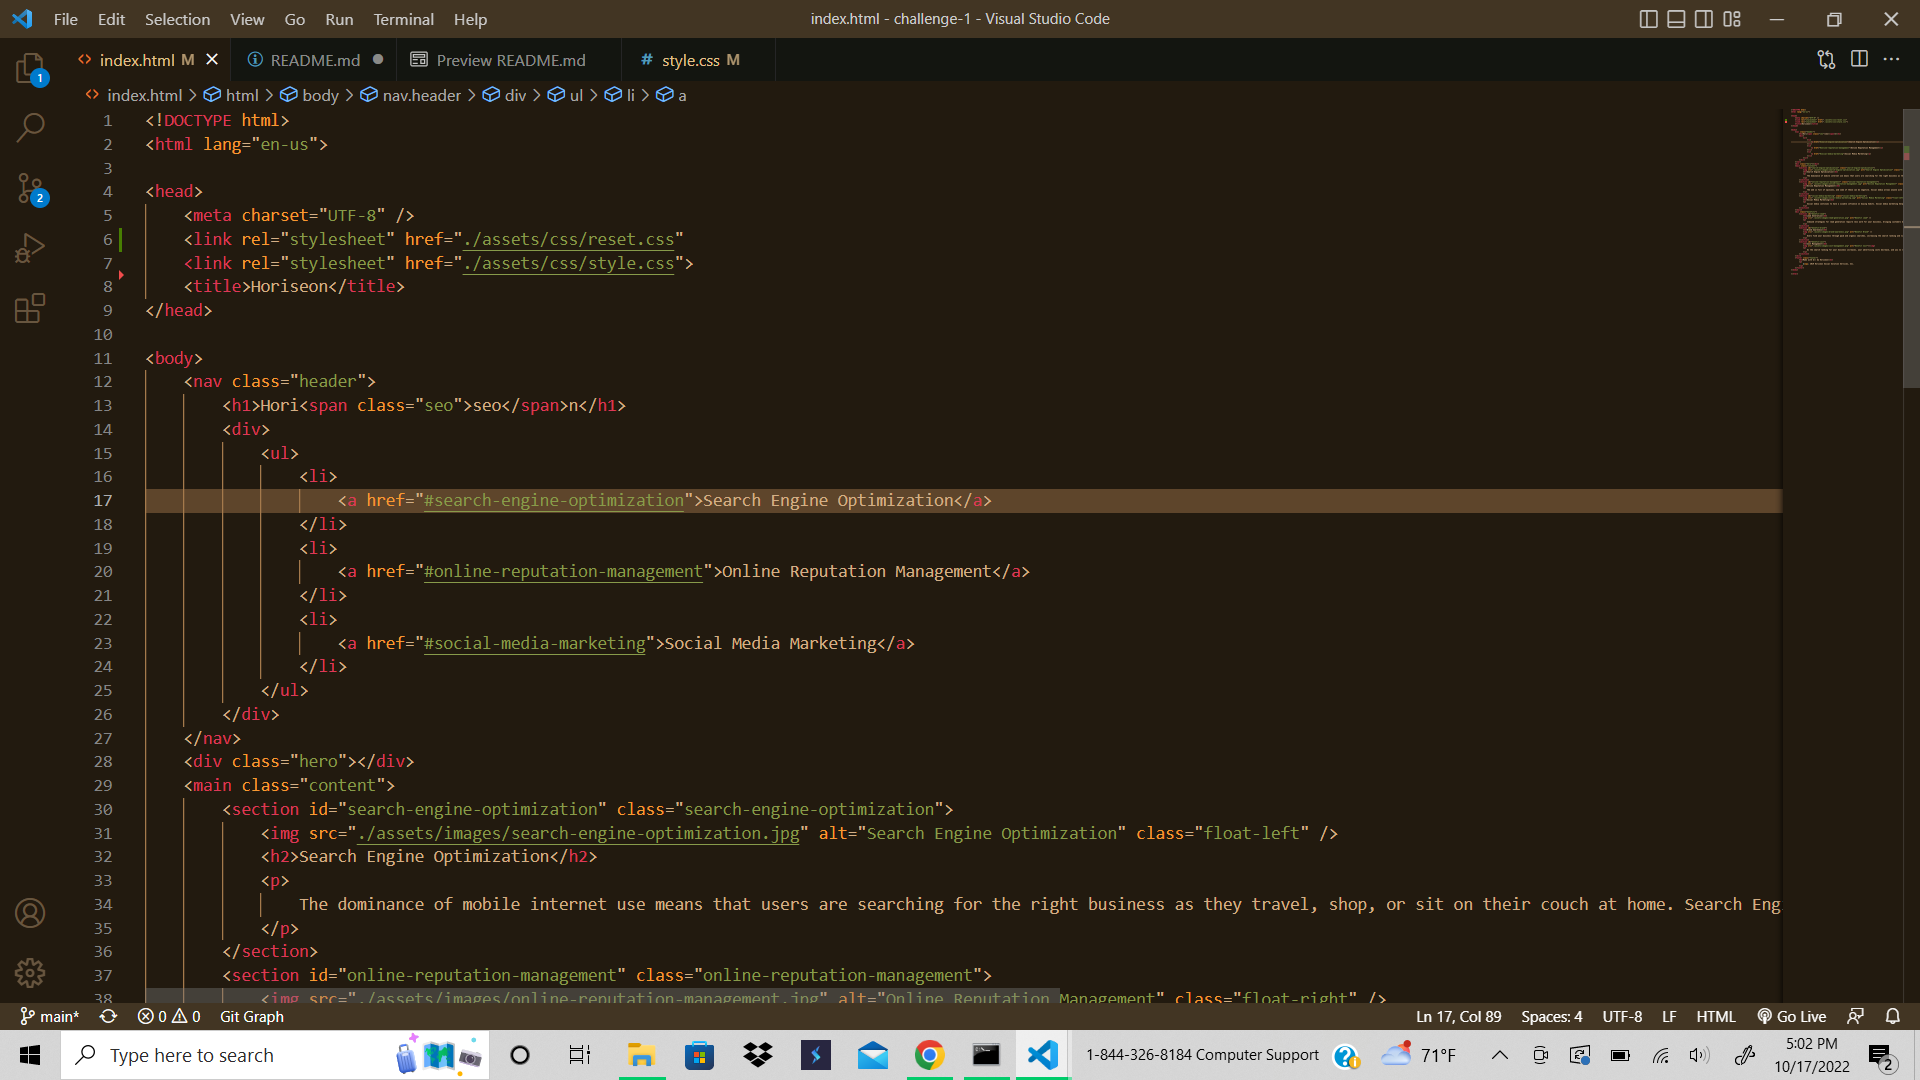 File Edit Selection View Go Run Terminal Help
index.html - challenge-1 - Visual Studio Code
index.html M
README.md
Preview README.md
# style.css M
index.html > html > body > nav.header > div > ul > li > a
1 <!DOCTYPE html>
2 <html lang="en-us">
3
4 <head>
5 <meta charset="UTF-8" />
6 <link rel="stylesheet" href="./assets/css/reset.css"
7 <link rel="stylesheet" href="./assets/css/style.css">
8 <title>Horiseon</title>
9 </head>
10
11 <body>
12 <nav class="header">
13 <h1>Hori<span class="seo">seo</span>n</h1>
14 <div>
15 <ul>
16 <li>
17 <a href="#search-engine-optimization">Search Engine Optimization</a>
18 </li>
19 <li>
20 <a href="#online-reputation-management">Online Reputation Management</a>
21 </li>
22 <li>
23 <a href="#social-media-marketing">Social Media Marketing</a>
24 </li>
25 </ul>
26 </div>
27 </nav>
28 <div class="hero"></div>
29 <main class="content">
30 <section id="search-engine-optimization" class="search-engine-optimization">
31 <img src="./assets/images/search-engine-optimization.jpg" alt="Search Engine Optimization" class="float-left" />
32 <h2>Search Engine Optimization</h2>
33 <p>
34 The dominance of mobile internet use means that users are searching for the right business as they travel, shop, or sit on their couch at home. Search Eng
35 </p>
36 </section>
37 <section id="online-reputation-management" class="online-reputation-management">
38 <img src="./assets/images/online-reputation-management.jpg" alt="Online Reputation Management" class="float-right" />
1
2
main* 0 0 Git Graph
Ln 17, Col 89 Spaces: 4 UTF-8 LF HTML Go Live
Type here to search
1-844-326-8184 Computer Support
71°F
5:02 PM
10/17/2022
2